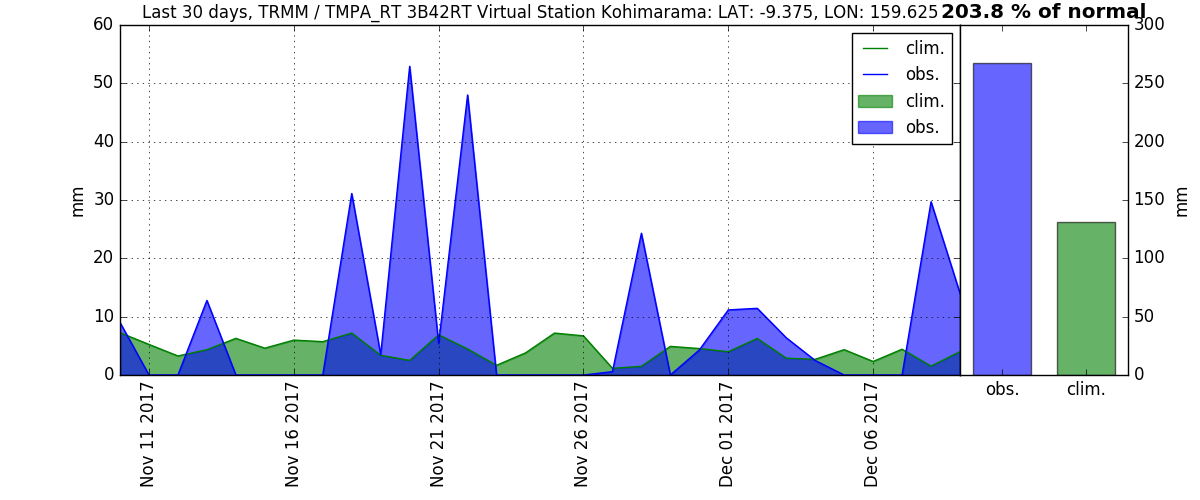 Last 30 days, TRMM / TMPA_RT 3B42RT Virtual Station Kohimarama: LAT: -9.375, LON: 159.625
203.8 % of normal
60
50
40
30
20
10
0
mm
clim.
obs.
clim.
obs.
Nov 11 2017
Nov 16 2017
Nov 21 2017
Nov 26 2017
Dec 01 2017
Dec 06 2017
300
250
200
150
100
50
0
mm
obs.
clim.